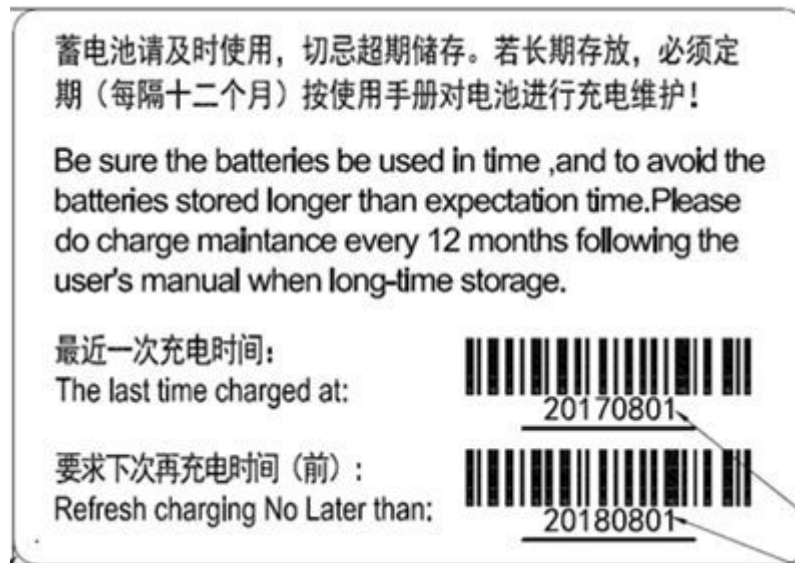 蓄电池请及时使用，切忌超期储存。若长期存放，必须定
期（每隔十二个月）按使用手册对电池进行充电维护！
Be sure the batteries be used in time ,and to avoid the
batteries stored longer than expectation time.Please
do charge maintance every 12 months following the
user's manual when long-time storage.
最近一次充电时间：
The last time charged at:
20170801
要求下次再充电时间（前）：
Refresh charging No Later than:
20180801